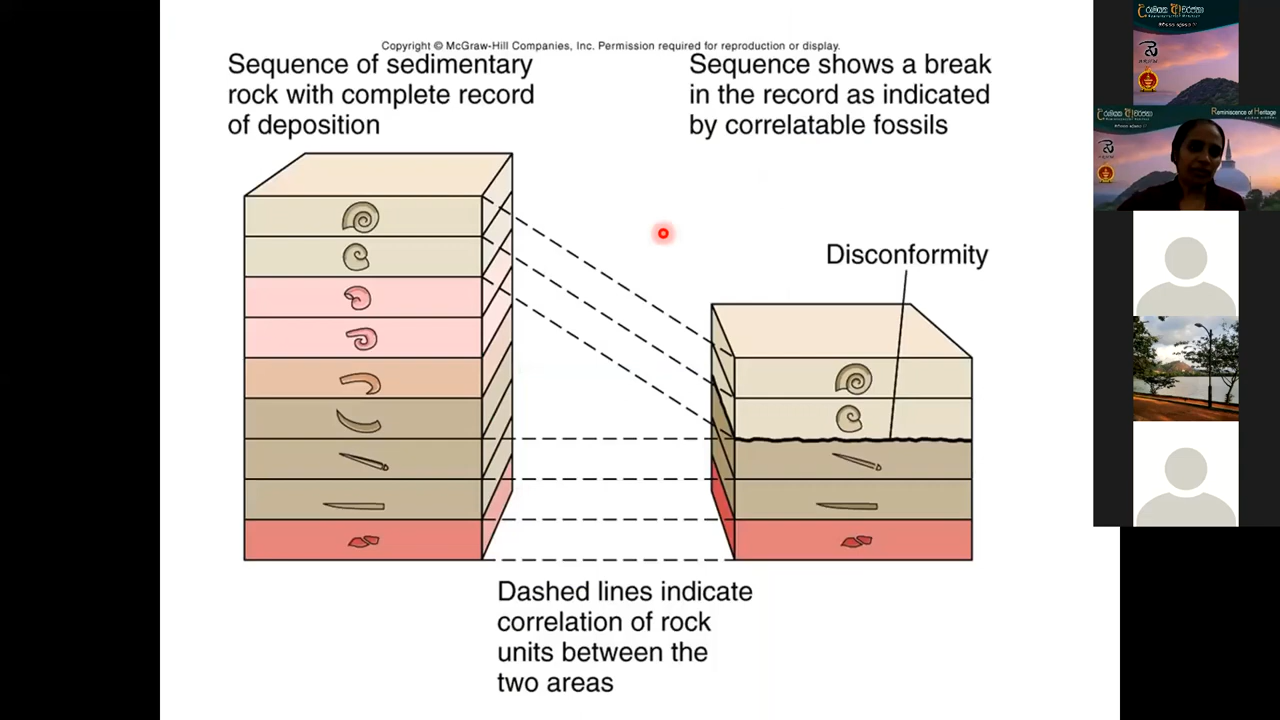 Copyright © McGraw-Hill Companies, Inc. Permission required for reproduction or display.
Sequence of sedimentary
rock with complete record
of deposition
Sequence shows a break
in the record as indicated
by correlatable fossils
Disconformity
Dashed lines indicate
correlation of rock
units between the
two areas
Reminiscence of Heritage